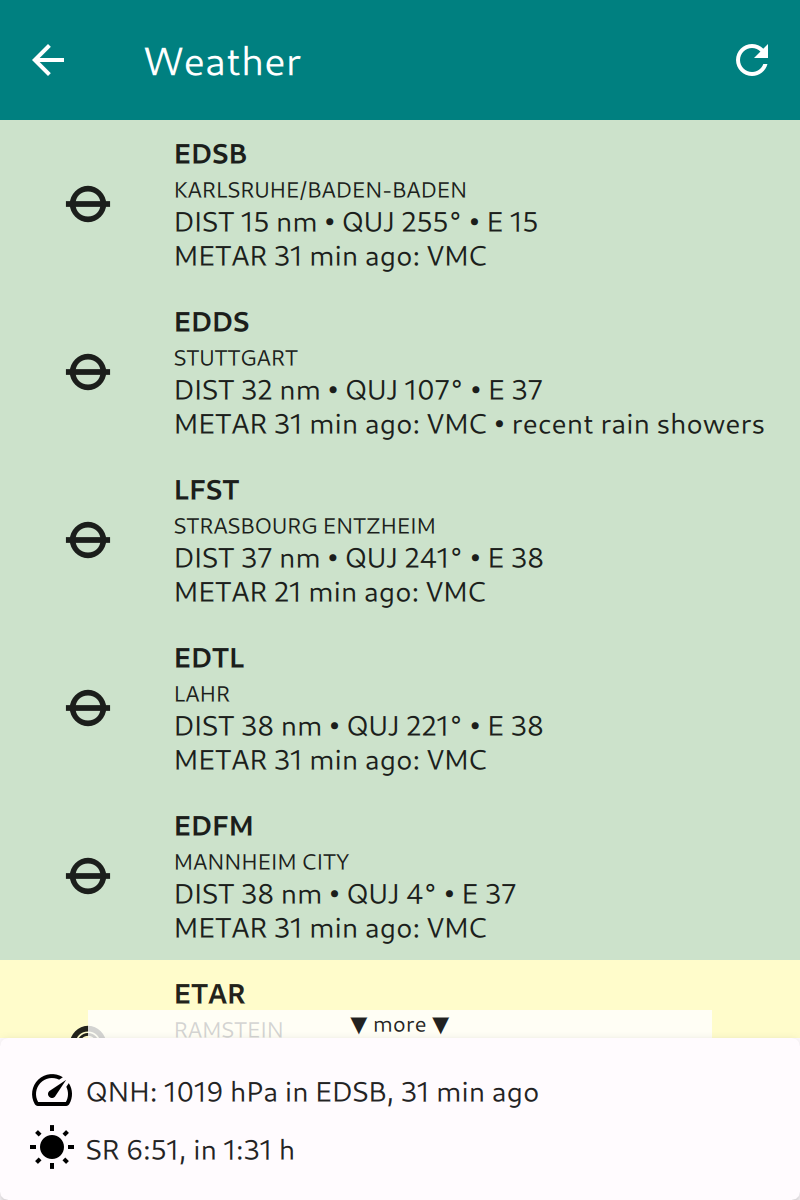 Weather
EDSB
KARLSRUHE/BADEN-BADEN
DIST 15 nm • QUJ 255° • E 15
METAR 31 min ago: VMC
EDDS
STUTTGART
DIST 32 nm • QUJ 107° • E 37
METAR 31 min ago: VMC • recent rain showers
LFST
STRASBOURG ENTZHEIM
DIST 37 nm • QUJ 241° • E 38
METAR 21 min ago: VMC
EDTL
LAHR
DIST 38 nm • QUJ 221° • E 38
METAR 31 min ago: VMC
EDFM
MANNHEIM CITY
DIST 38 nm • QUJ 4° • E 37
METAR 31 min ago: VMC
ETAR
RAMSTEIN
▼ more ▼
QNH: 1019 hPa in EDSB, 31 min ago
SR 6:51, in 1:31 h